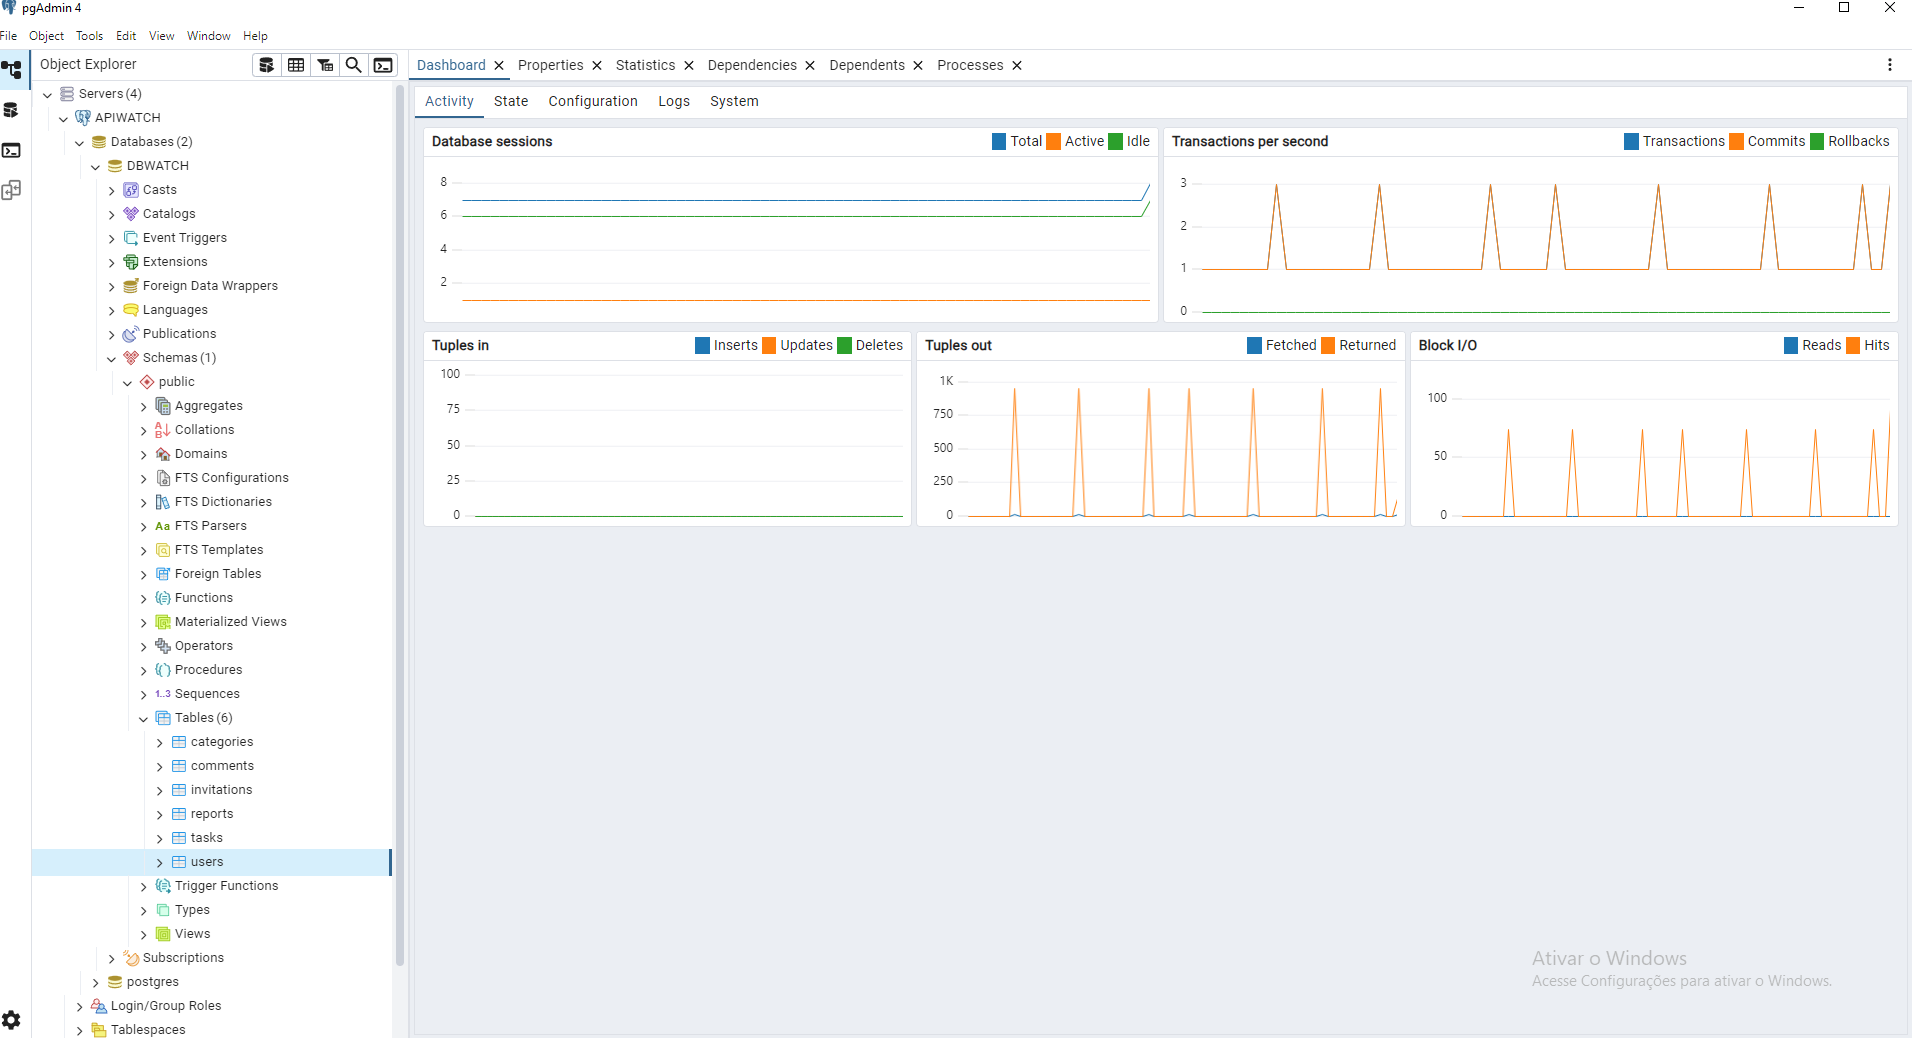 pgAdmin 4
File Object Tools Edit View Window Help
Object Explorer
Servers (4)
APIWATCH
Databases (2)
DBWATCH
Casts
Catalogs
Event Triggers
Extensions
Foreign Data Wrappers
Languages
Publications
Schemas (1)
public
Aggregates
Collations
Domains
FTS Configurations
FTS Dictionaries
Aa FTS Parsers
FTS Templates
Foreign Tables
Functions
Materialized Views
Operators
Procedures
1..3 Sequences
Tables (6)
categories
comments
invitations
reports
tasks
users
Trigger Functions
Types
Views
Subscriptions
postgres
Login/Group Roles
Tablespaces
Dashboard Properties Statistics Dependencies Dependents Processes
Activity State Configuration Logs System
Database sessions Total Active Idle
8
6
4
2
Transactions per second Transactions Commits Rollbacks
3
2
1
0
Tuples in Inserts Updates Deletes
100
75
50
25
0
Tuples out Fetched Returned
1K
750
500
250
0
Block I/O Reads Hits
100
50
0
Ativar o Windows
Acesse Configurações para ativar o Windows.